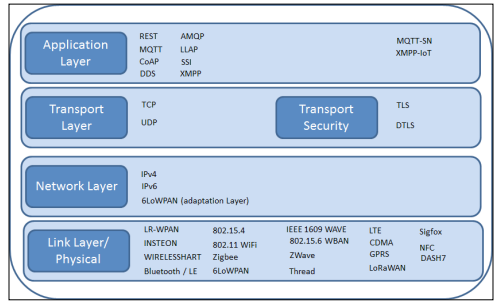 Application Layer
REST
MQTT
CoAP
DDS
AMQP
LLAP
SSI
XMPP
MQTT-SN
XMPP-IoT
Transport Layer
TCP
UDP
Transport Security
TLS
DTLS
Network Layer
IPv4
IPv6
6LoWPAN (adaptation Layer)
Link Layer/ Physical
LR-WPAN
INSTEON
WIRELESSHART
Bluetooth / LE
802.15.4
802.11 WiFi
Zigbee
6LoWPAN
IEEE 1609 WAVE
802.15.6 WBAN
ZWave
Thread
LTE
CDMA
GPRS
LoRaWAN
Sigfox
NFC
DASH7